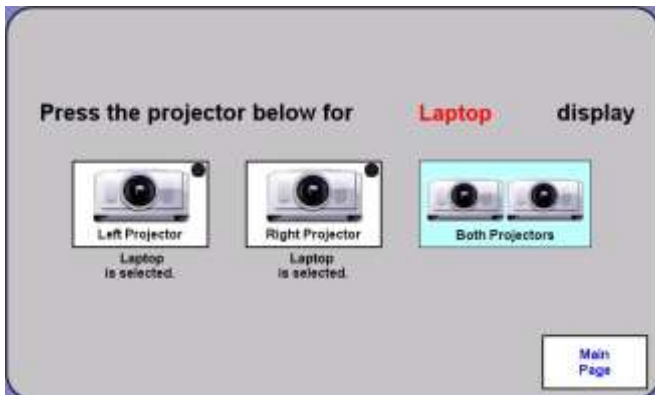 Press the projector below for Laptop display
Left Projector
Right Projector
Both Projectors
Laptop
is selected.
Laptop
is selected.
Main
Page